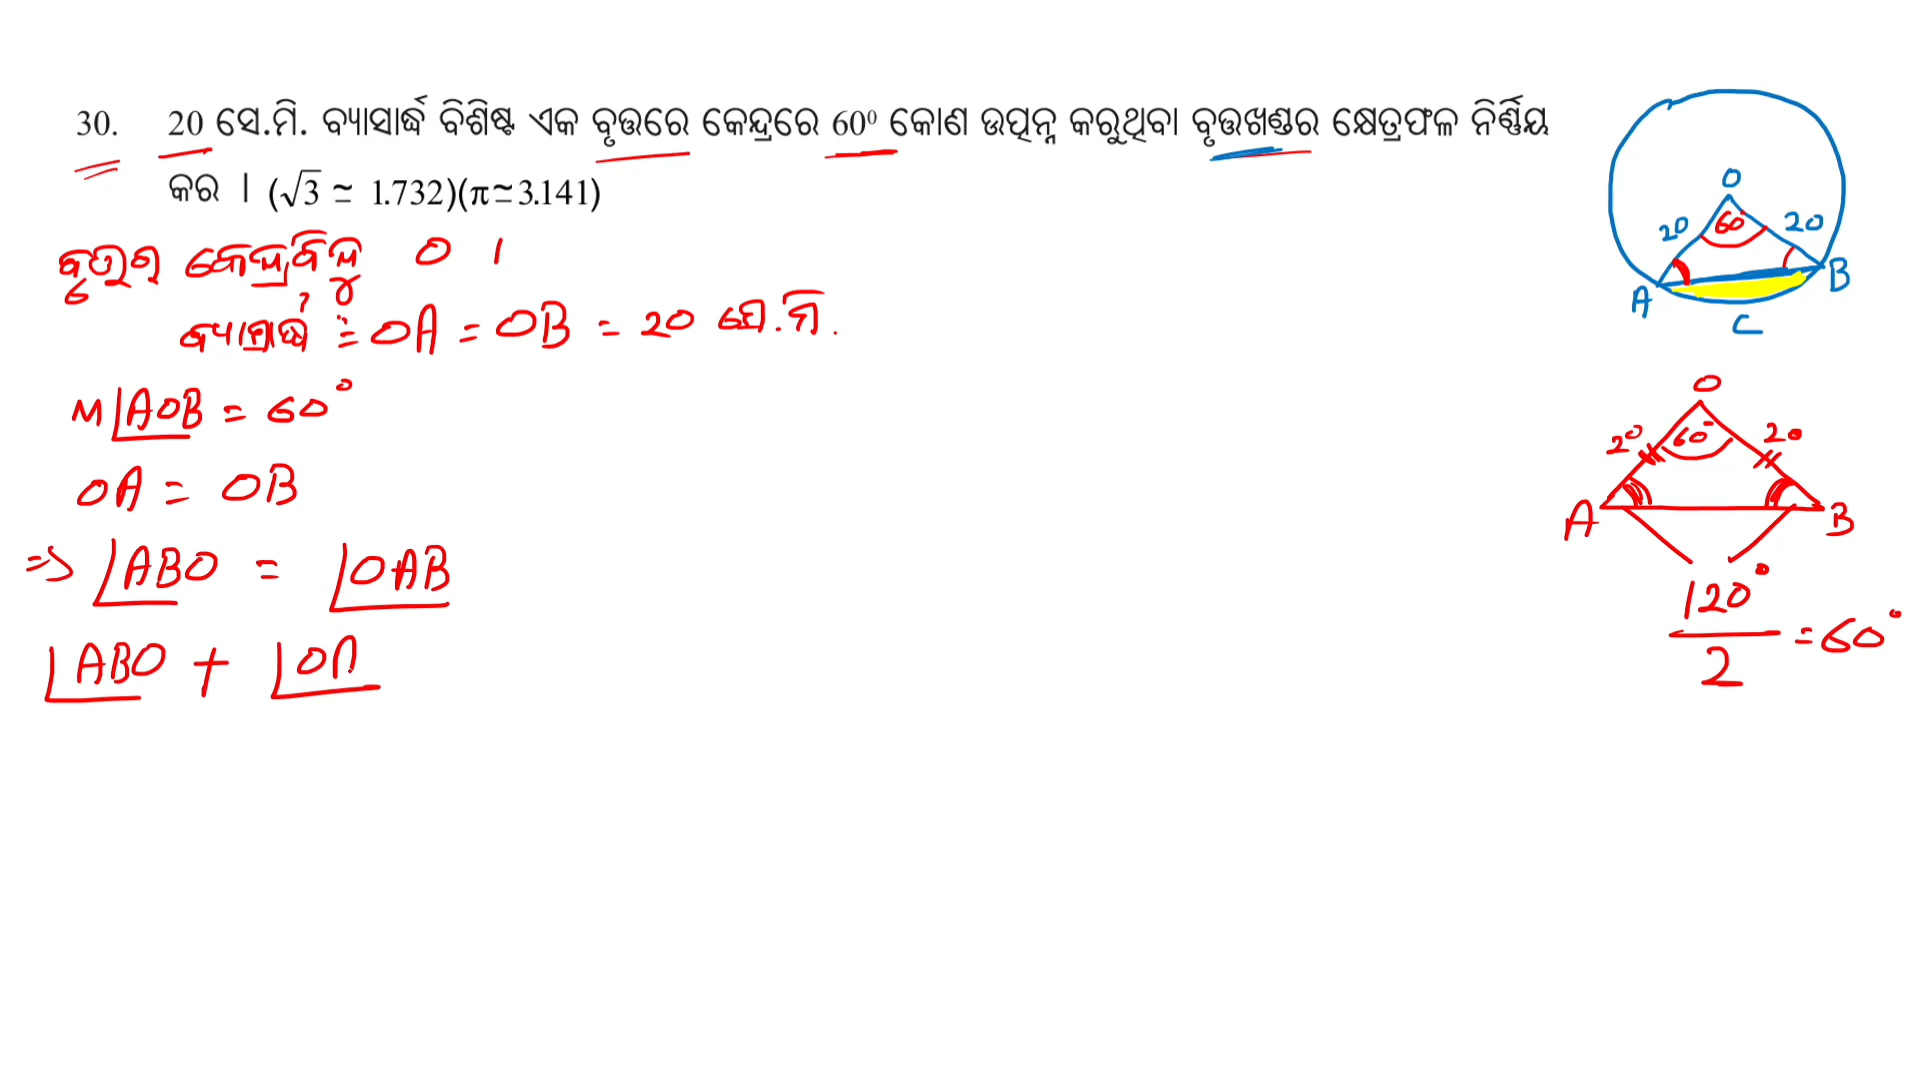 30. 20 ସେ.ମି. ବ୍ୟାସାର୍ଦ୍ଧ ବିଶିଷ୍ଟ ଏକ ବୃତ୍ତରେ କେନ୍ଦ୍ରରେ 60⁰ କୋଣ ଉତ୍ପନ୍ନ କରୁଥିବା ବୃତ୍ତଖଣ୍ଡର କ୍ଷେତ୍ରଫଳ ନିର୍ଣ୍ଣୟ
କର । (√3 ≃ 1.732)(π≃3.141)
ବୃତ୍ତର କେନ୍ଦ୍ରବିନ୍ଦୁ O ।
ବ୍ୟାସାର୍ଦ୍ଧ = OA = OB = 20 ସେ.ମି.
m∠AOB = 60°
OA = OB
=> ∠ABO = ∠OAB
∠ABO + ∠OA
O
20 60 20
A B
C
O
20 60° 20
A B
120°
2
= 60°